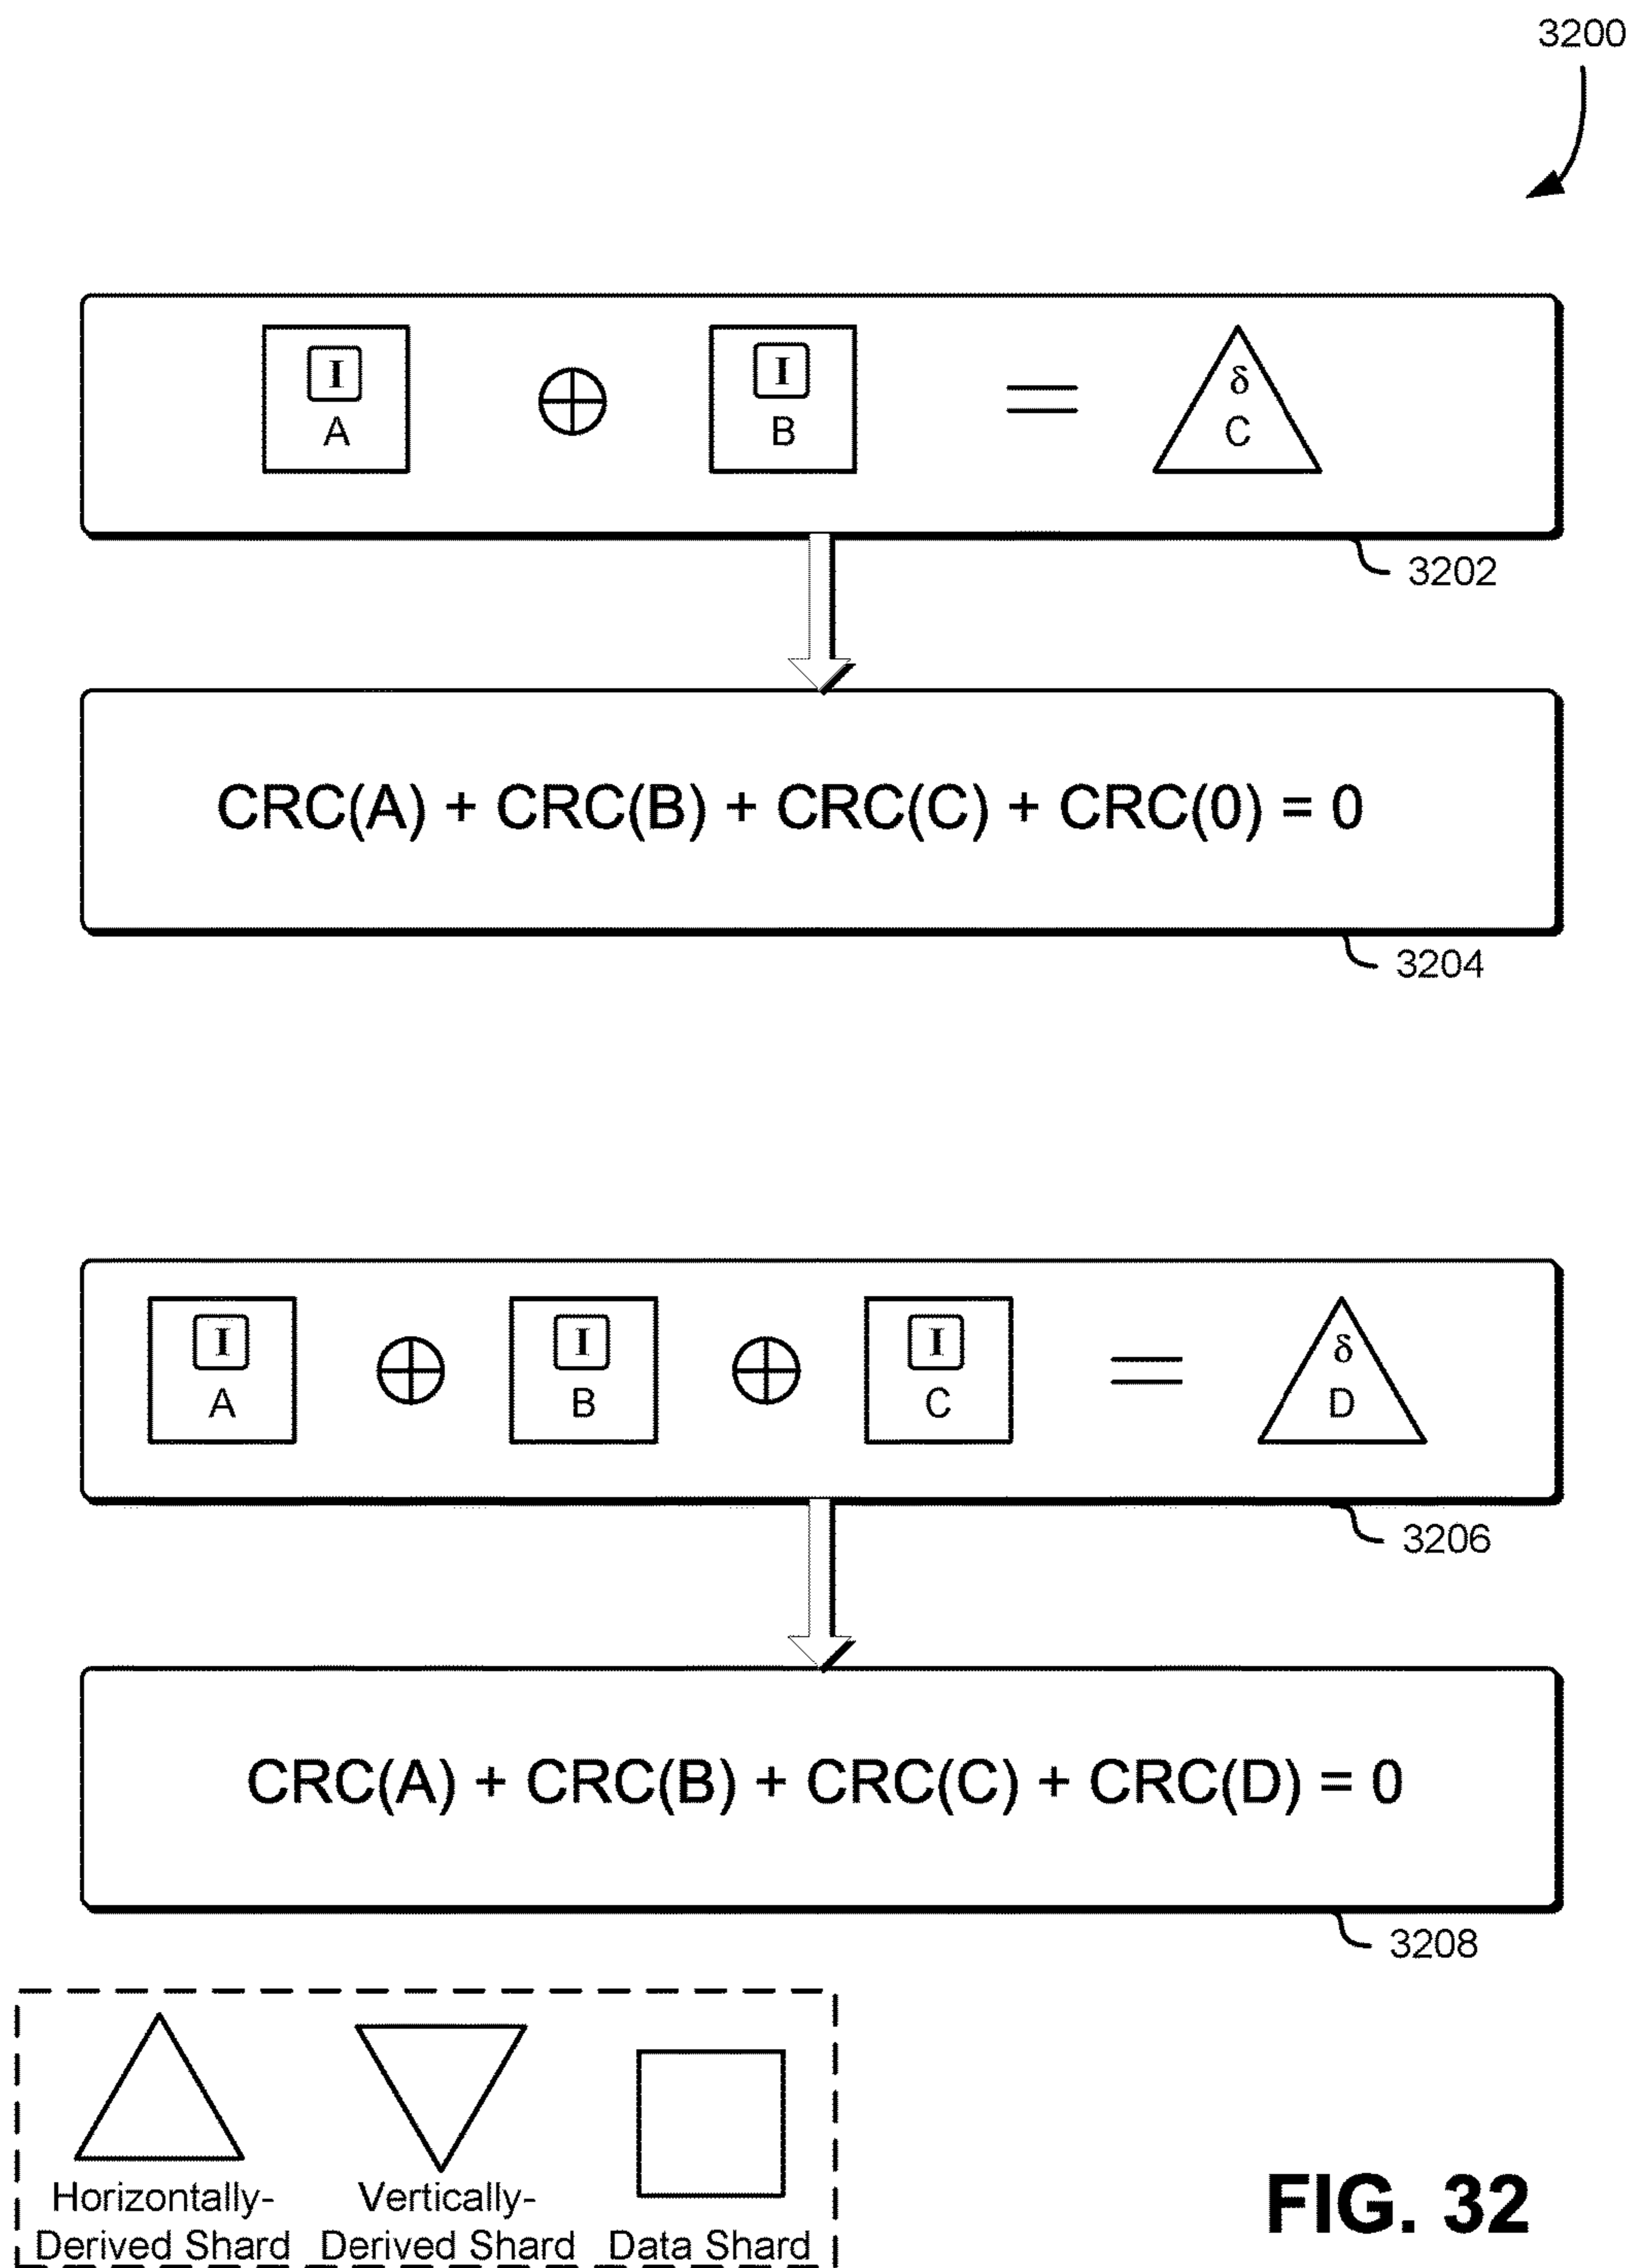 3200
I I δ
A ⊕ B = C
3202
CRC(A) + CRC(B) + CRC(C) + CRC(0) = 0
3204
I I I δ
A ⊕ B ⊕ C = D
3206
CRC(A) + CRC(B) + CRC(C) + CRC(D) = 0
3208
Horizontally- Vertically-
Derived Shard Derived Shard Data Shard
FIG. 32